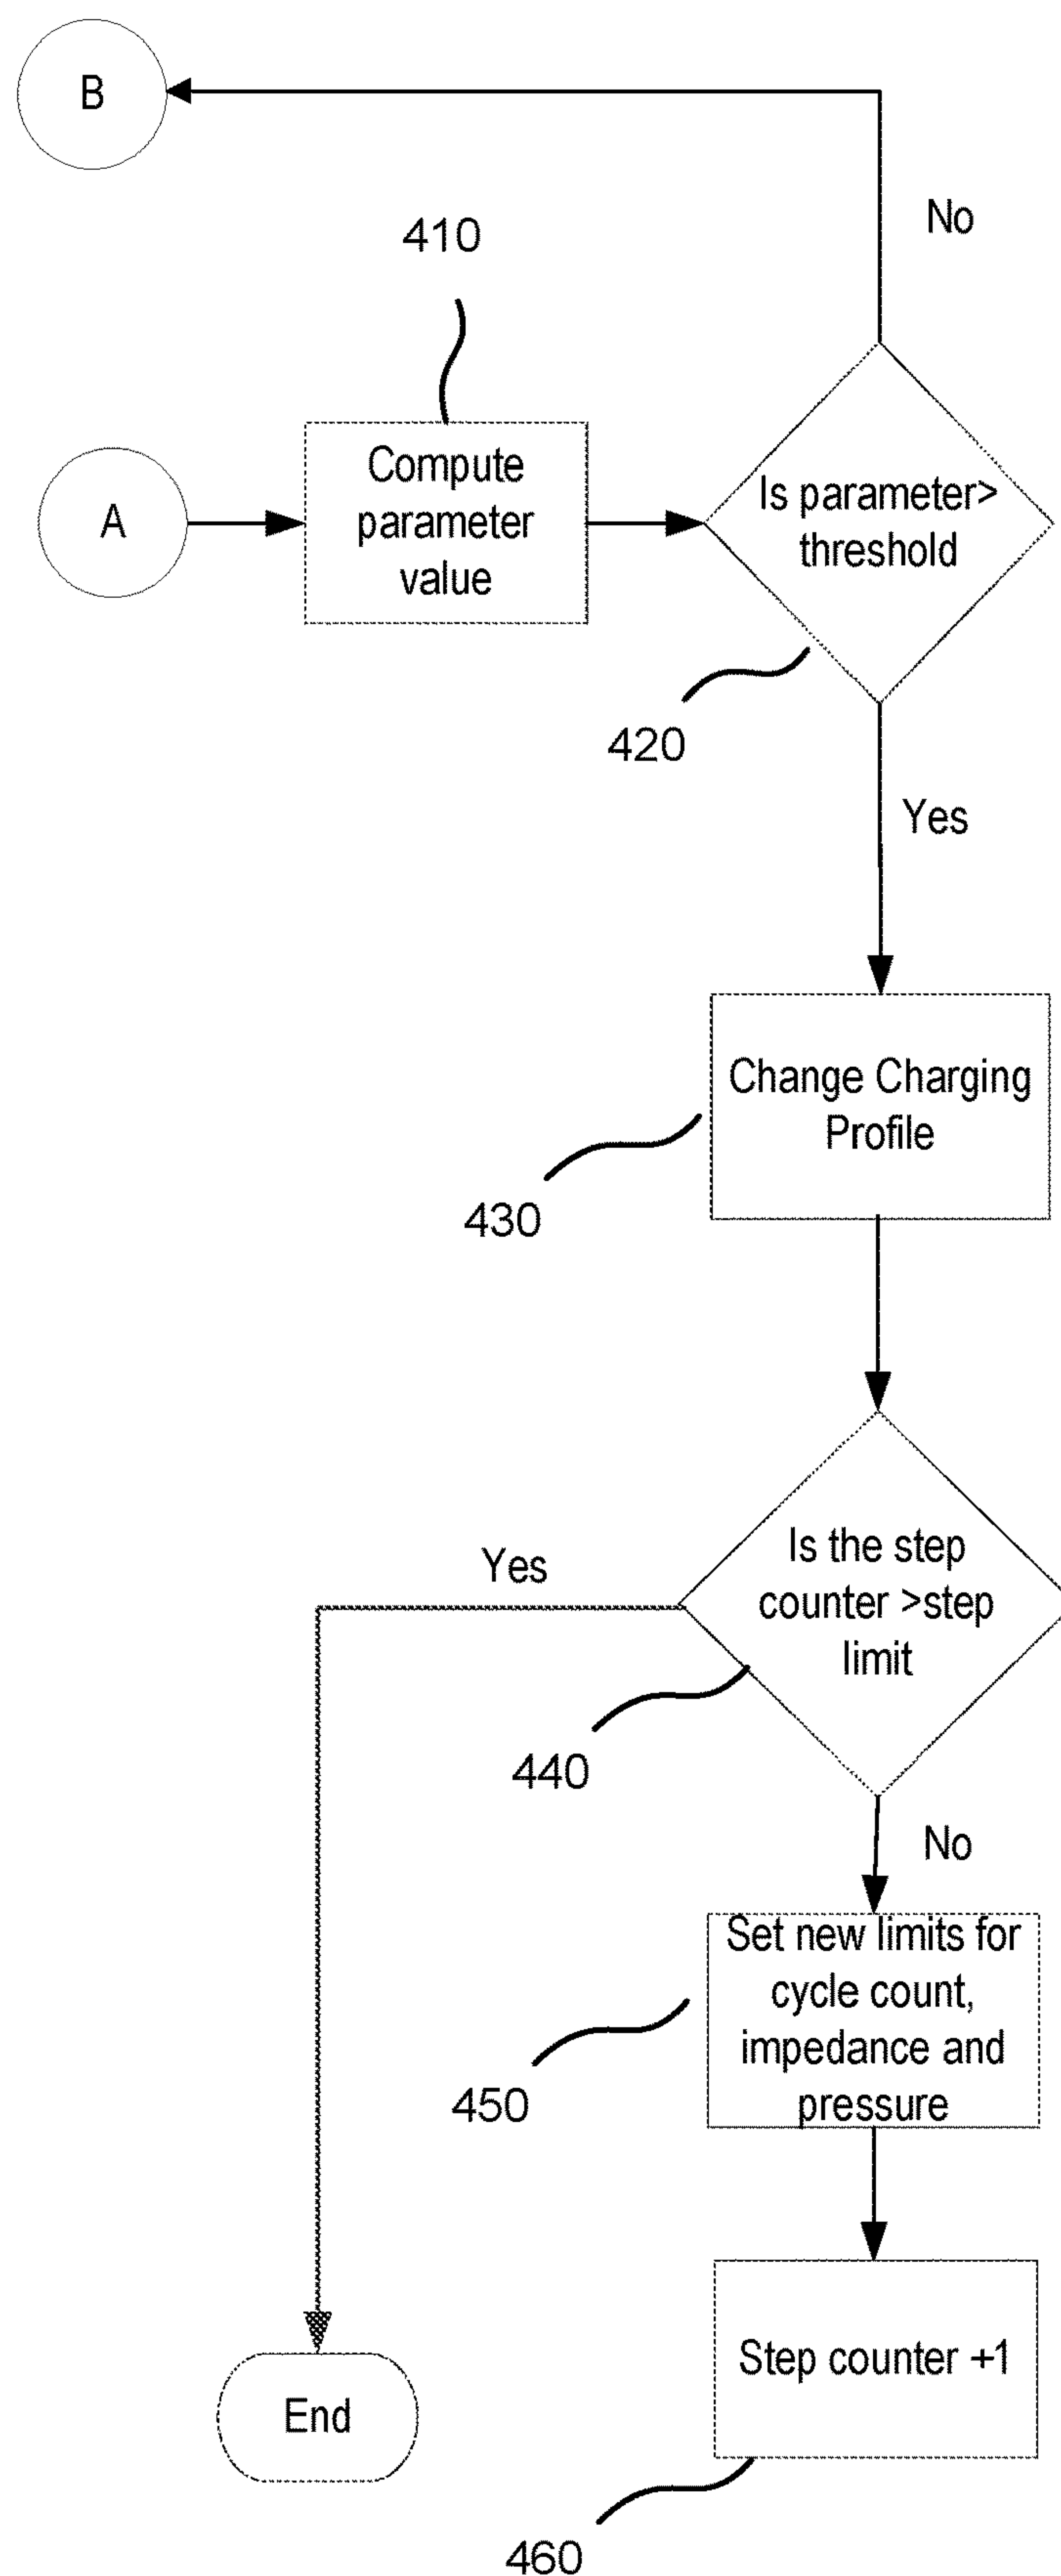 B
No
410
A
Compute
parameter
value
Is parameter>
threshold
420
Yes
Change Charging
Profile
430
Is the step
counter >step
limit
Yes
440
No
Set new limits for
cycle count,
impedance and
pressure
450
Step counter +1
End
460